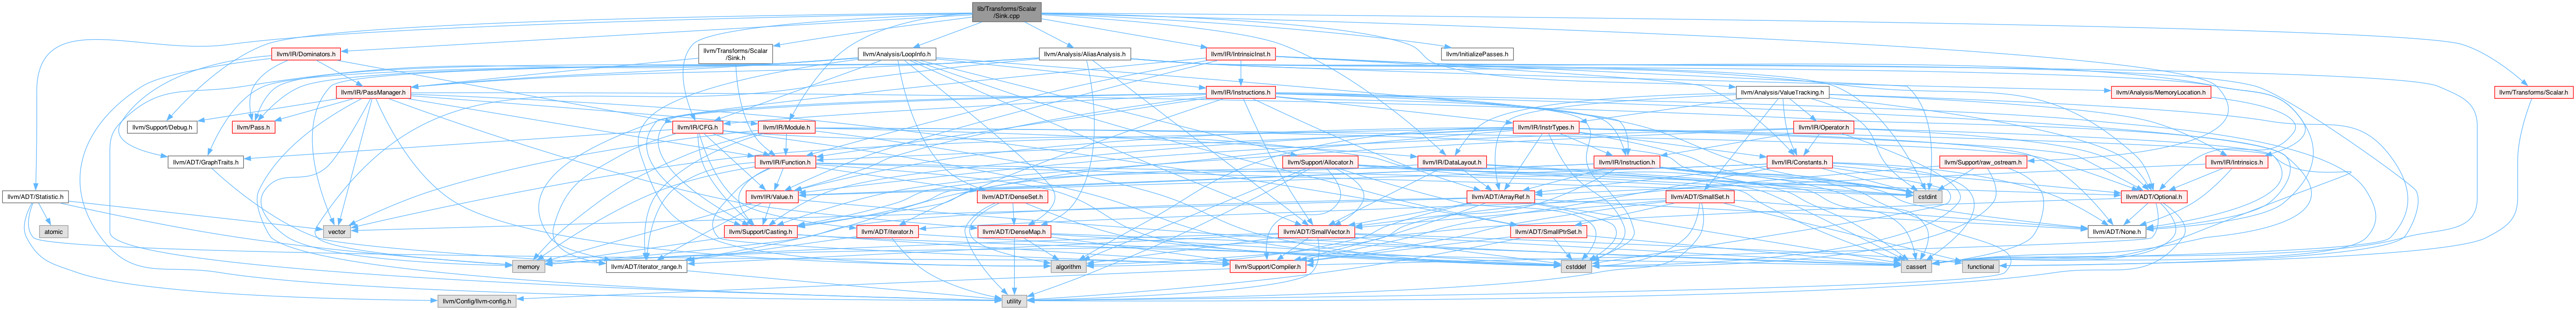 lib/Transforms/Scalar
/Sink.cpp
llvm/IR/Dominators.h
llvm/Transforms/Scalar
/Sink.h
llvm/Analysis/LoopInfo.h
llvm/Analysis/AliasAnalysis.h
llvm/IR/IntrinsicInst.h
llvm/InitializePasses.h
llvm/IR/PassManager.h
llvm/IR/Instructions.h
llvm/Analysis/ValueTracking.h
llvm/Analysis/MemoryLocation.h
llvm/Transforms/Scalar.h
llvm/Support/Debug.h
llvm/Pass.h
llvm/IR/CFG.h
llvm/IR/Module.h
llvm/IR/InstrTypes.h
llvm/IR/Operator.h
llvm/ADT/GraphTraits.h
llvm/IR/Function.h
llvm/Support/Allocator.h
llvm/IR/DataLayout.h
llvm/IR/Instruction.h
llvm/IR/Constants.h
llvm/Support/raw_ostream.h
llvm/IR/Intrinsics.h
llvm/ADT/Statistic.h
llvm/IR/Value.h
llvm/ADT/DenseSet.h
llvm/ADT/ArrayRef.h
llvm/ADT/SmallSet.h
cstdint
llvm/ADT/Optional.h
atomic
vector
llvm/Support/Casting.h
llvm/ADT/iterator.h
llvm/ADT/DenseMap.h
llvm/ADT/SmallVector.h
llvm/ADT/SmallPtrSet.h
llvm/ADT/None.h
memory
llvm/ADT/iterator_range.h
algorithm
llvm/Support/Compiler.h
cstddef
cassert
functional
llvm/Config/llvm-config.h
utility